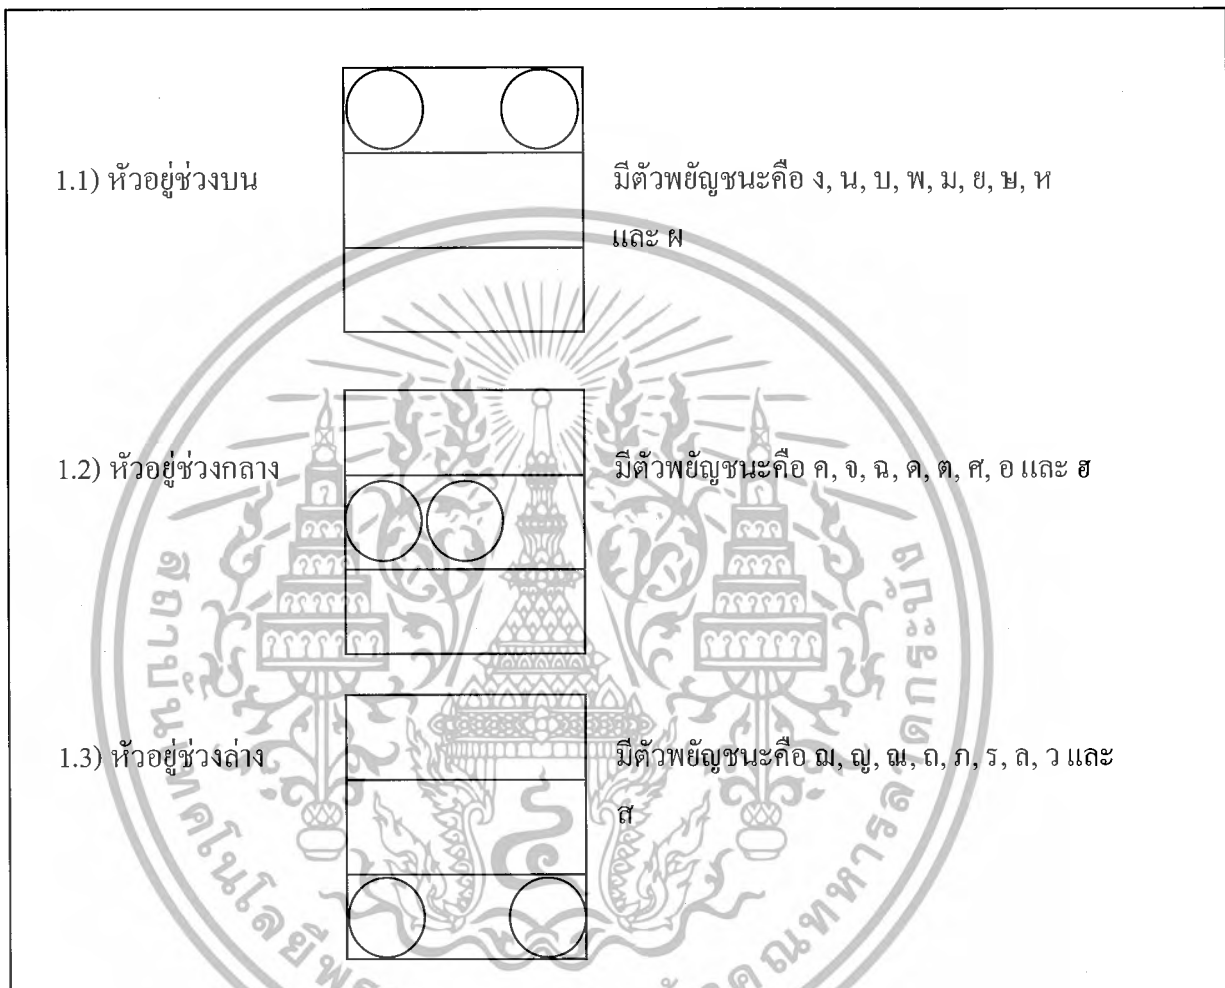 1.1) หัวอยู่ช่วงบน
มีตัวพยัญชนะคือ ง, น, บ, พ, ม, ย, ษ, ห
และ ผ
1.2) หัวอยู่ช่วงกลาง
มีตัวพยัญชนะคือ ค, จ, ฉ, ด, ต, ศ, อ และ ฮ
1.3) หัวอยู่ช่วงล่าง
มีตัวพยัญชนะคือ ฌ, ญ, ณ, ถ, ภ, ร, ล, ว และ
ส